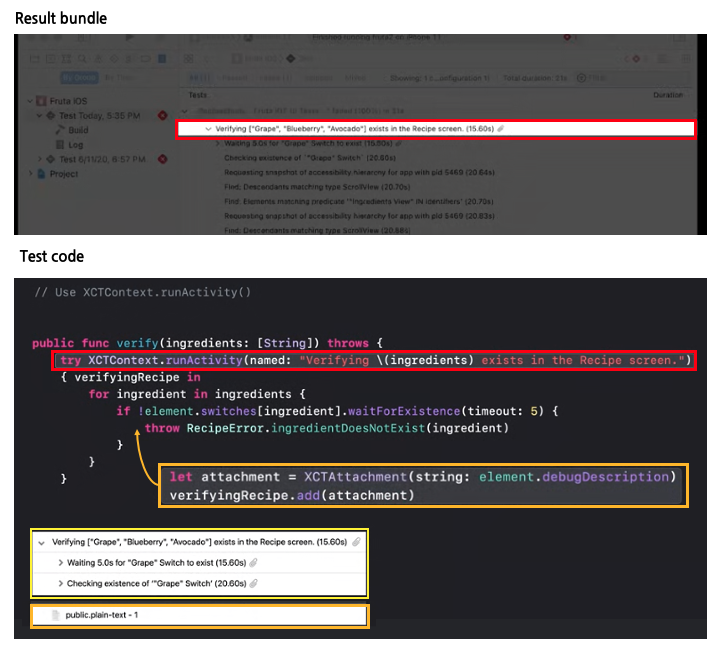 Result bundle
Tests
Duration
Fruta iOS
Test Today, 5:35 PM
Verifying ["Grape", "Blueberry", "Avocado"] exists in the Recipe screen. (15.60s)
Build
Waiting 5.0s for "Grape" Switch to exist (15.60s)
Log
Checking existence of `"Grape" Switch` (20.60s)
Test 6/11/20, 6:57 PM
Requesting snapshot of accessibility hierarchy for app with pid 5469 (20.64s)
Project
Find: Descendants matching type ScrollView (20.70s)
Find: Elements matching predicate '"Ingredients View" IN identifiers' (20.70s)
Requesting snapshot of accessibility hierarchy for app with pid 5469 (20.83s)
Find: Descendants matching type ScrollView (20.88s)
Test code
// Use XCTContext.runActivity()
public func verify(ingredients: [String]) throws {
try XCTContext.runActivity(named: "Verifying \(ingredients) exists in the Recipe screen.")
{ verifyingRecipe in
for ingredient in ingredients {
if !element.switches[ingredient].waitForExistence(timeout: 5) {
throw RecipeError.ingredientDoesNotExist(ingredient)
}
}
}
let attachment = XCTAttachment(string: element.debugDescription)
verifyingRecipe.add(attachment)
Verifying ["Grape", "Blueberry", "Avocado"] exists in the Recipe screen. (15.60s)
Waiting 5.0s for "Grape" Switch to exist (15.60s)
Checking existence of `"Grape" Switch` (20.60s)
public.plain-text - 1